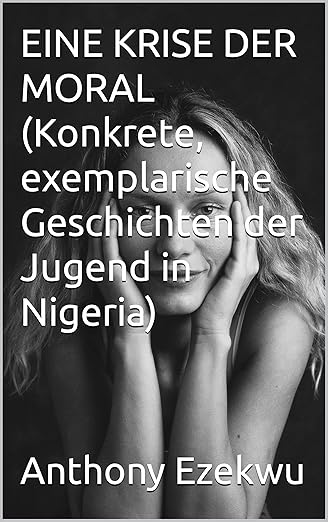 EINE KRISE DER
MORAL
(Konkrete,
exemplarische
Geschichten der
Jugend in
Nigeria)
Anthony Ezekwu